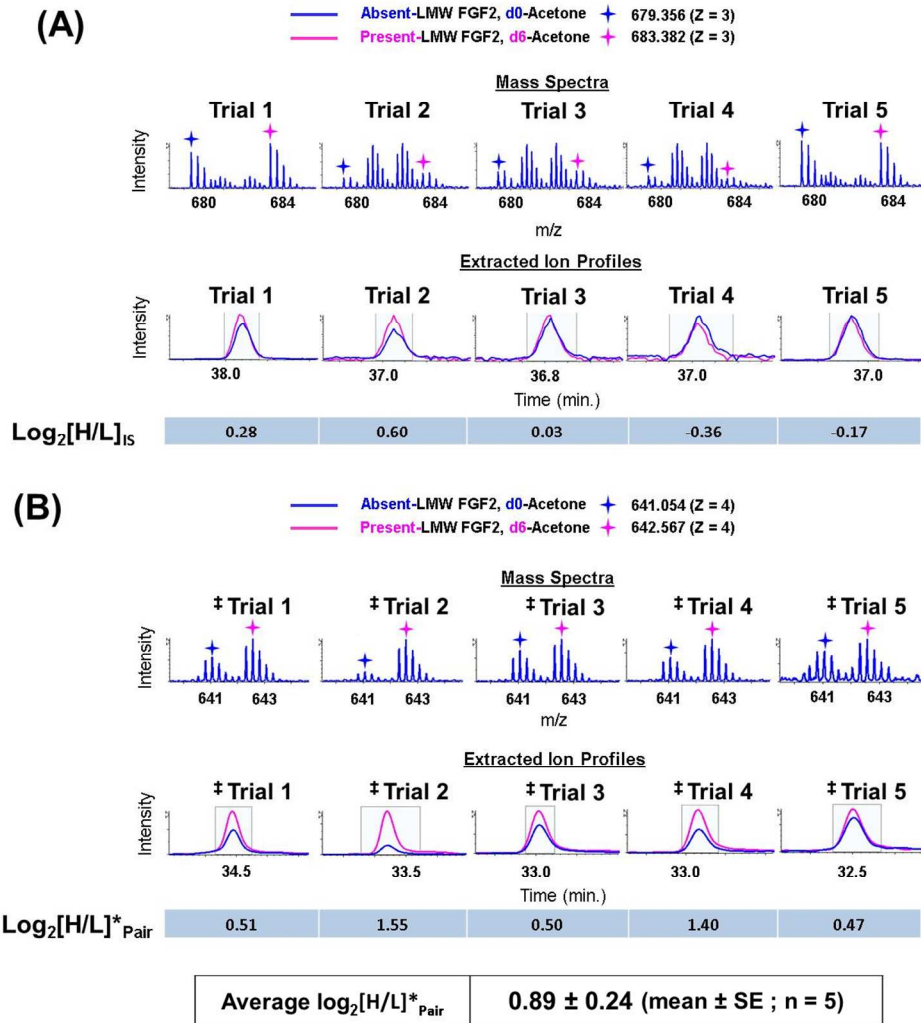 (A)
Absent-LMW FGF2, d0-Acetone 679.356 (Z = 3)
Present-LMW FGF2, d6-Acetone 683.382 (Z = 3)
Mass Spectra
Trial 1 Trial 2 Trial 3 Trial 4 Trial 5
Intensity
680 684 680 684 680 684 680 684 680 684
m/z
Extracted Ion Profiles
Trial 1 Trial 2 Trial 3 Trial 4 Trial 5
Intensity
38.0 37.0 36.8 37.0 37.0
Time (min.)
Log2[H/L]IS 0.28 0.60 0.03 -0.36 -0.17
(B)
Absent-LMW FGF2, d0-Acetone 641.054 (Z = 4)
Present-LMW FGF2, d6-Acetone 642.567 (Z = 4)
Mass Spectra
‡ Trial 1 ‡ Trial 2 ‡ Trial 3 ‡ Trial 4 ‡ Trial 5
Intensity
641 643 641 643 641 643 641 643 641 643
m/z
Extracted Ion Profiles
‡ Trial 1 ‡ Trial 2 ‡ Trial 3 ‡ Trial 4 ‡ Trial 5
Intensity
34.5 33.5 33.0 33.0 32.5
Time (min.)
Log2[H/L]*Pair 0.51 1.55 0.50 1.40 0.47
Average log2[H/L]*Pair 0.89 ± 0.24 (mean ± SE ; n = 5)